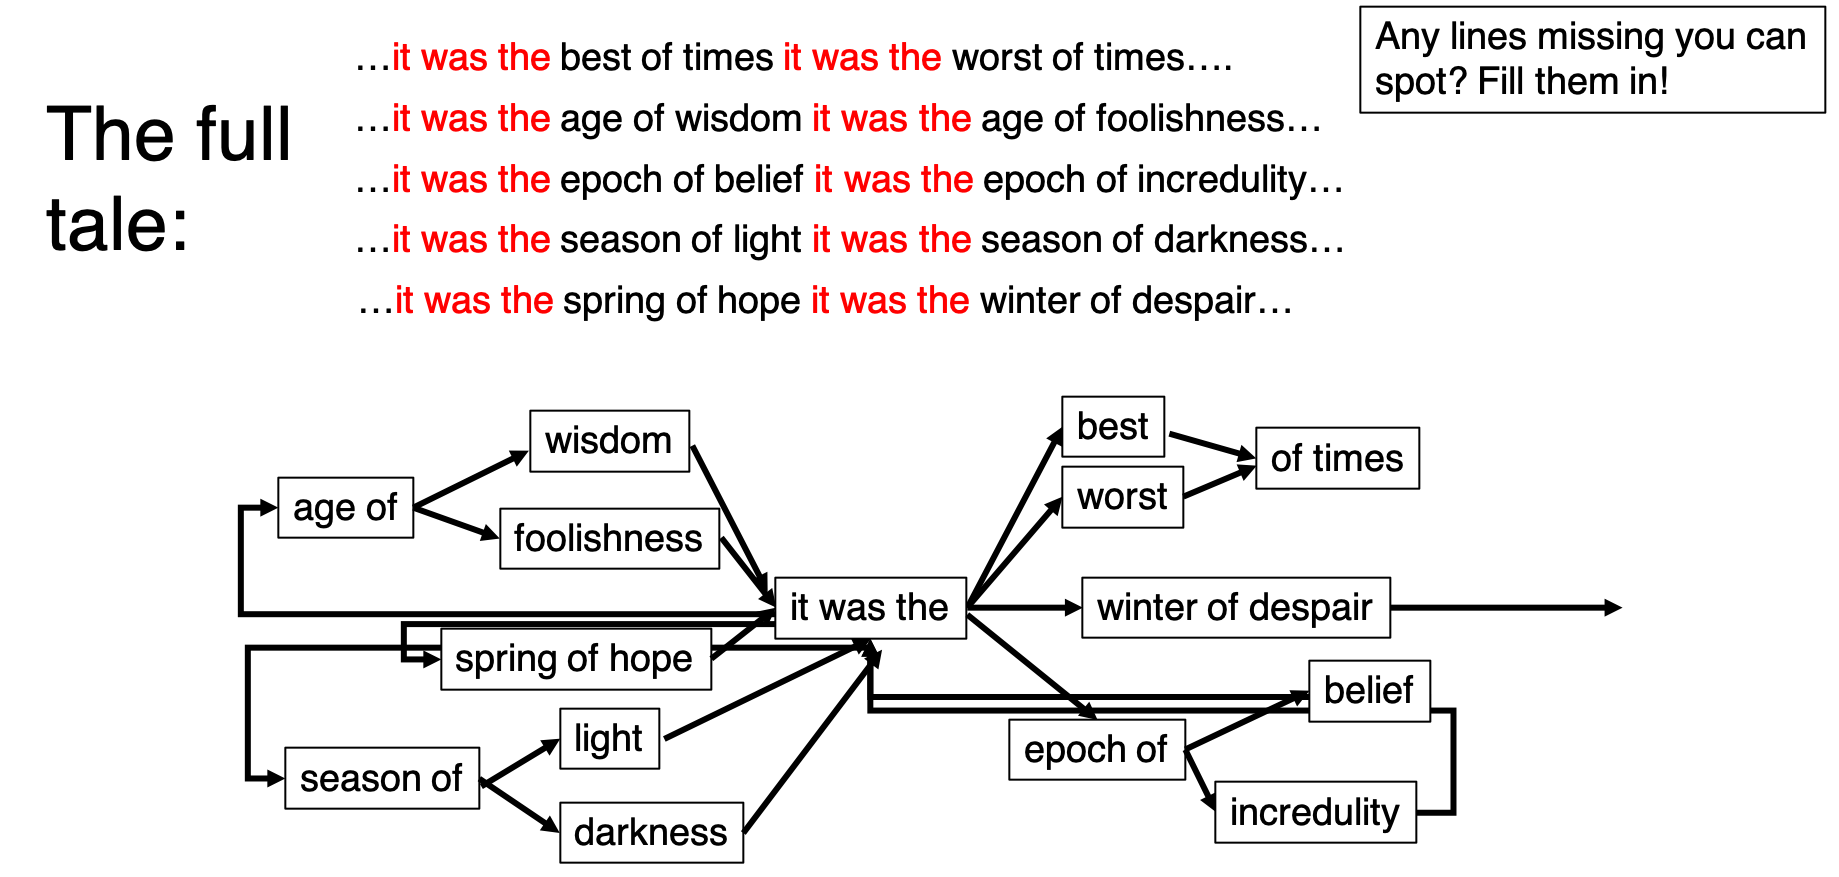 The full
tale:
…it was the best of times it was the worst of times….
…it was the age of wisdom it was the age of foolishness…
…it was the epoch of belief it was the epoch of incredulity…
…it was the season of light it was the season of darkness…
…it was the spring of hope it was the winter of despair…
Any lines missing you can
spot? Fill them in!
wisdom
age of
foolishness
best
of times
worst
it was the
winter of despair
spring of hope
belief
light
epoch of
season of
incredulity
darkness